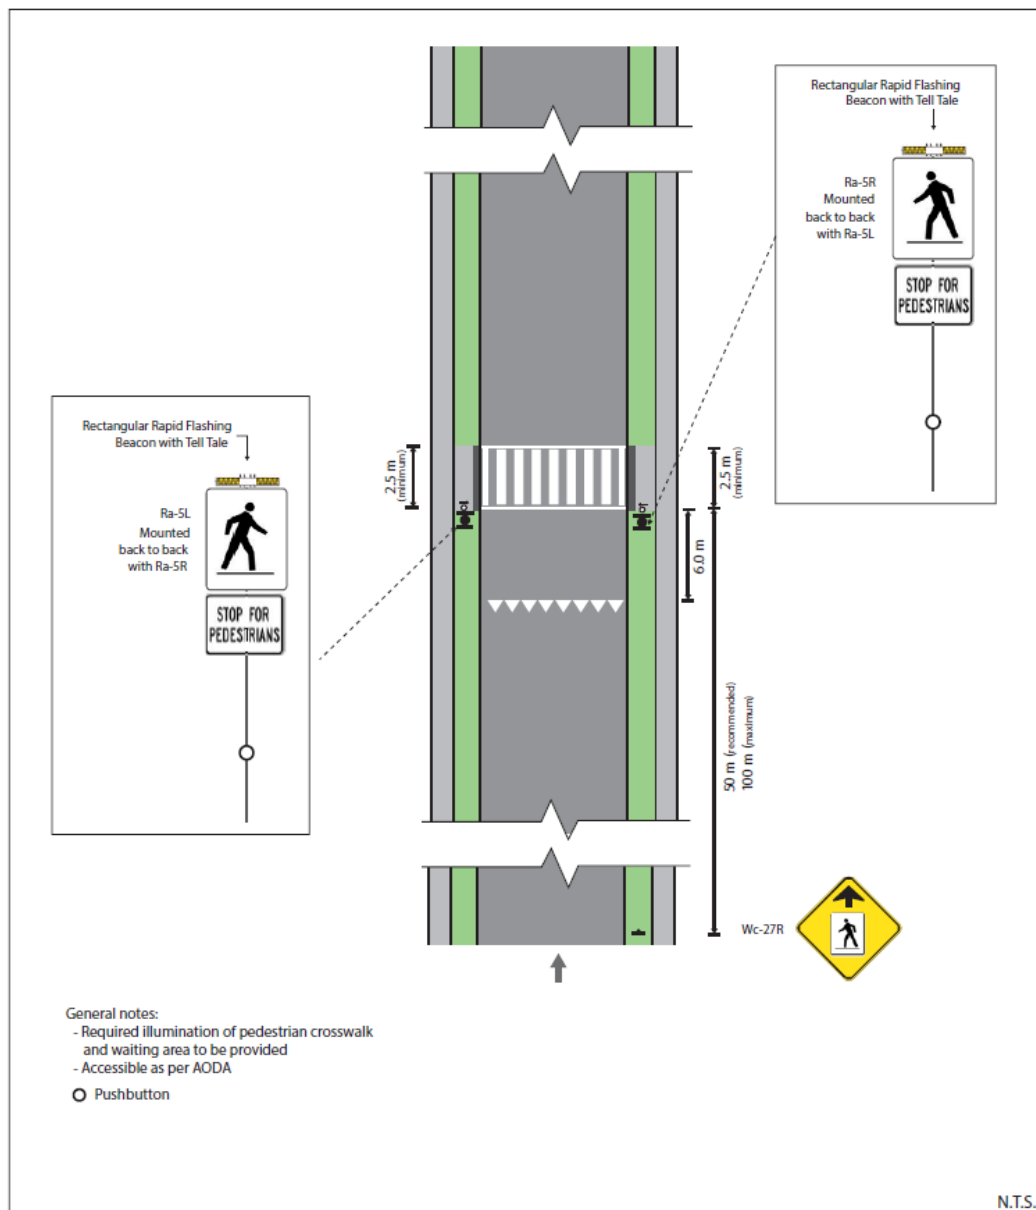 Rectangular Rapid Flashing
Beacon with Tell Tale
Ra-5R
Mounted
back to back
with Ra-5L
STOP FOR
PEDESTRIANS
Rectangular Rapid Flashing
Beacon with Tell Tale
Ra-5L
Mounted
back to back
with Ra-5R
STOP FOR
PEDESTRIANS
2.5 m
(minimum)
2.5 m
(minimum)
6.0 m
50 m (recommended)
100 m (maximum)
Wc-27R
General notes:
- Required illumination of pedestrian crosswalk
and waiting area to be provided
- Accessible as per AODA
Pushbutton
N.T.S.